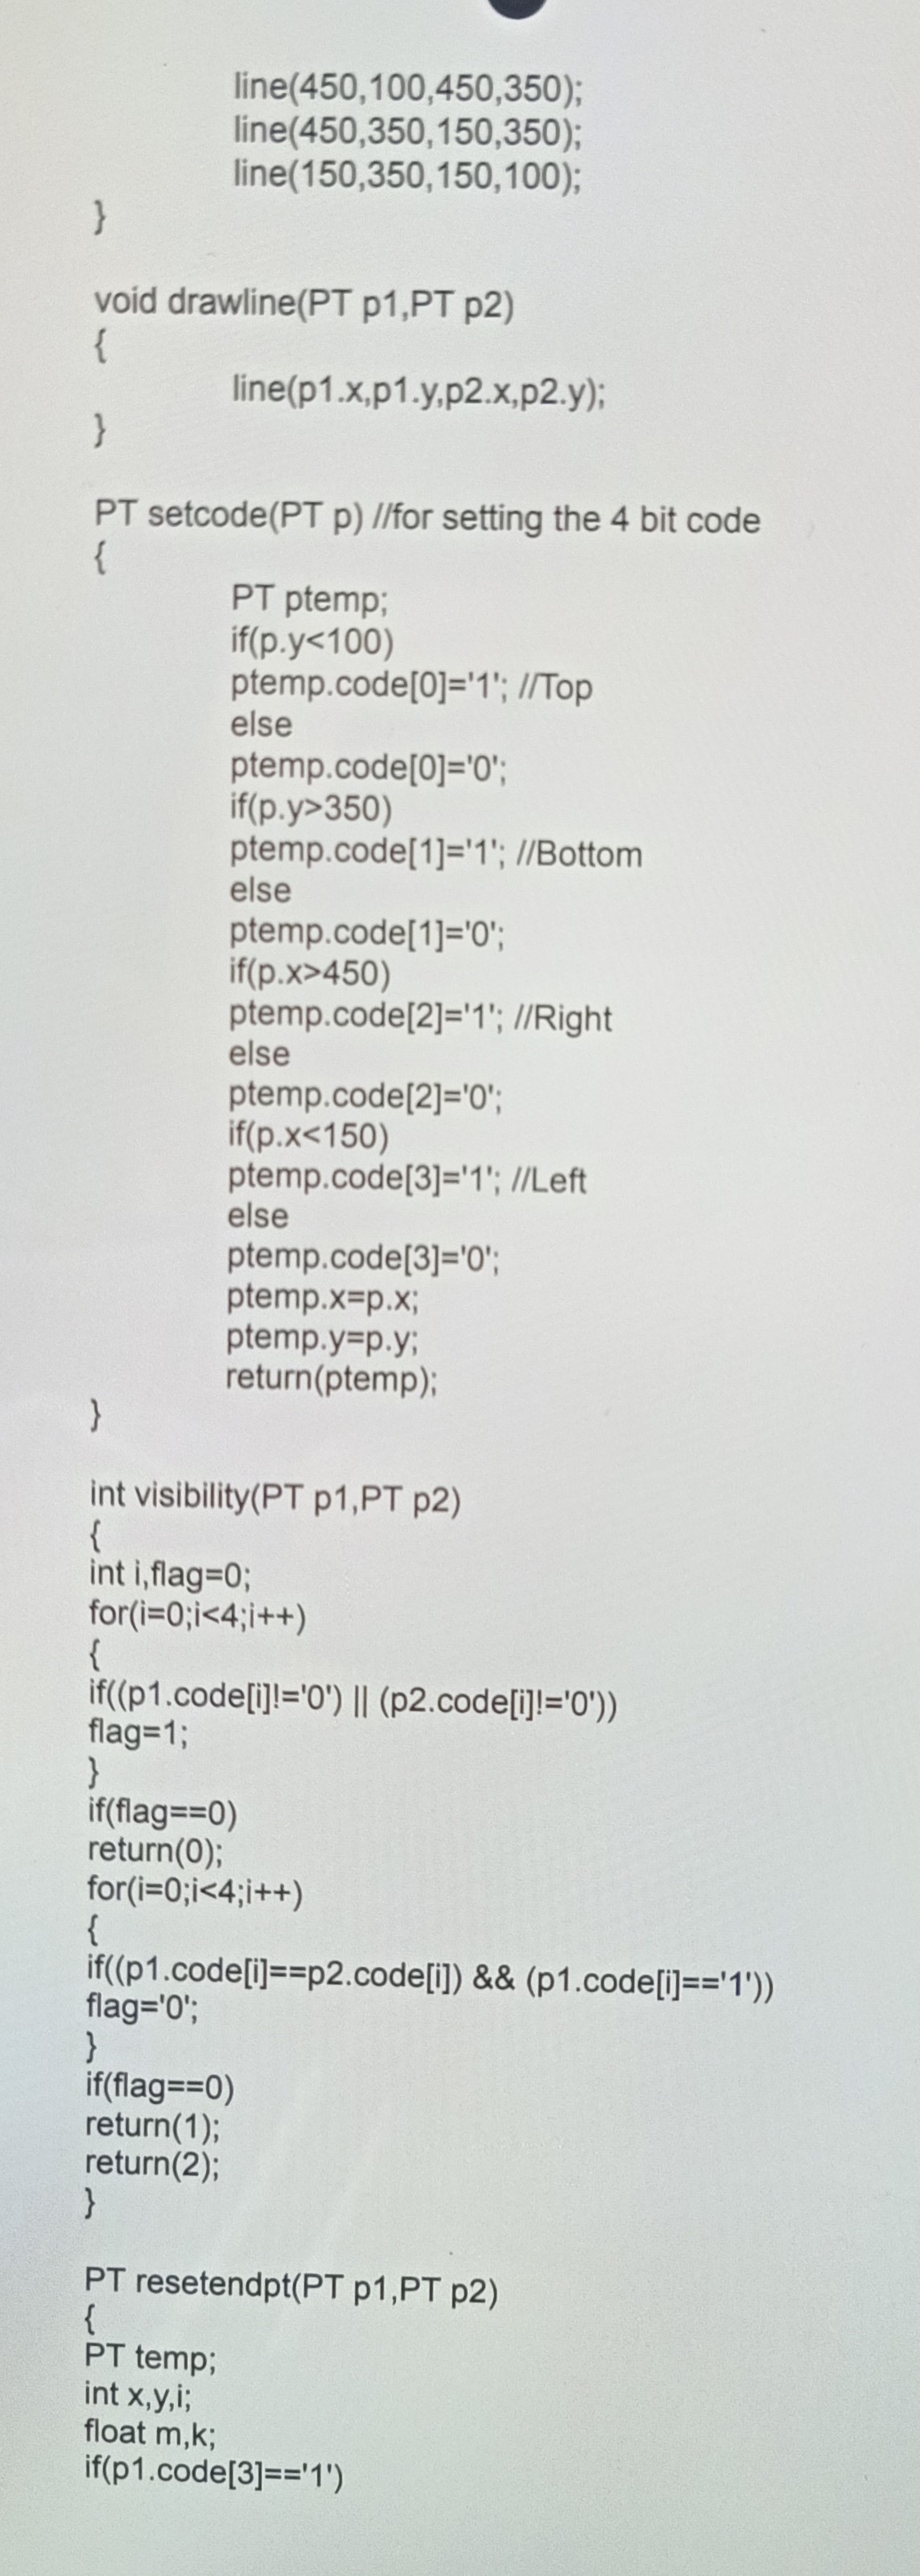 line(450,100,450,350);
line(450,350,150,350);
line(150,350,150,100);
}
void drawline(PT p1,PT p2)
{
line(p1.x,p1.y,p2.x,p2.y);
}
PT setcode(PT p) //for setting the 4 bit code
{
PT ptemp;
if(p.y<100)
ptemp.code[0]='1'; //Top
else
ptemp.code[0]='0';
if(p.y>350)
ptemp.code[1]='1'; //Bottom
else
ptemp.code[1]='0';
if(p.x>450)
ptemp.code[2]='1'; //Right
else
ptemp.code[2]='0';
if(p.x<150)
ptemp.code[3]='1'; //Left
else
ptemp.code[3]='0';
ptemp.x=p.x;
ptemp.y=p.y;
return(ptemp);
}
int visibility(PT p1,PT p2)
{
int i,flag=0;
for(i=0;i<4;i++)
{
if((p1.code[i]!='0') || (p2.code[i]!='0'))
flag=1;
}
if(flag==0)
return(0);
for(i=0;i<4;i++)
{
if((p1.code[i]==p2.code[i]) && (p1.code[i]=='1'))
flag='0';
}
if(flag==0)
return(1);
return(2);
}
PT resetendpt(PT p1,PT p2)
{
PT temp;
int x,y,i;
float m,k;
if(p1.code[3]=='1')